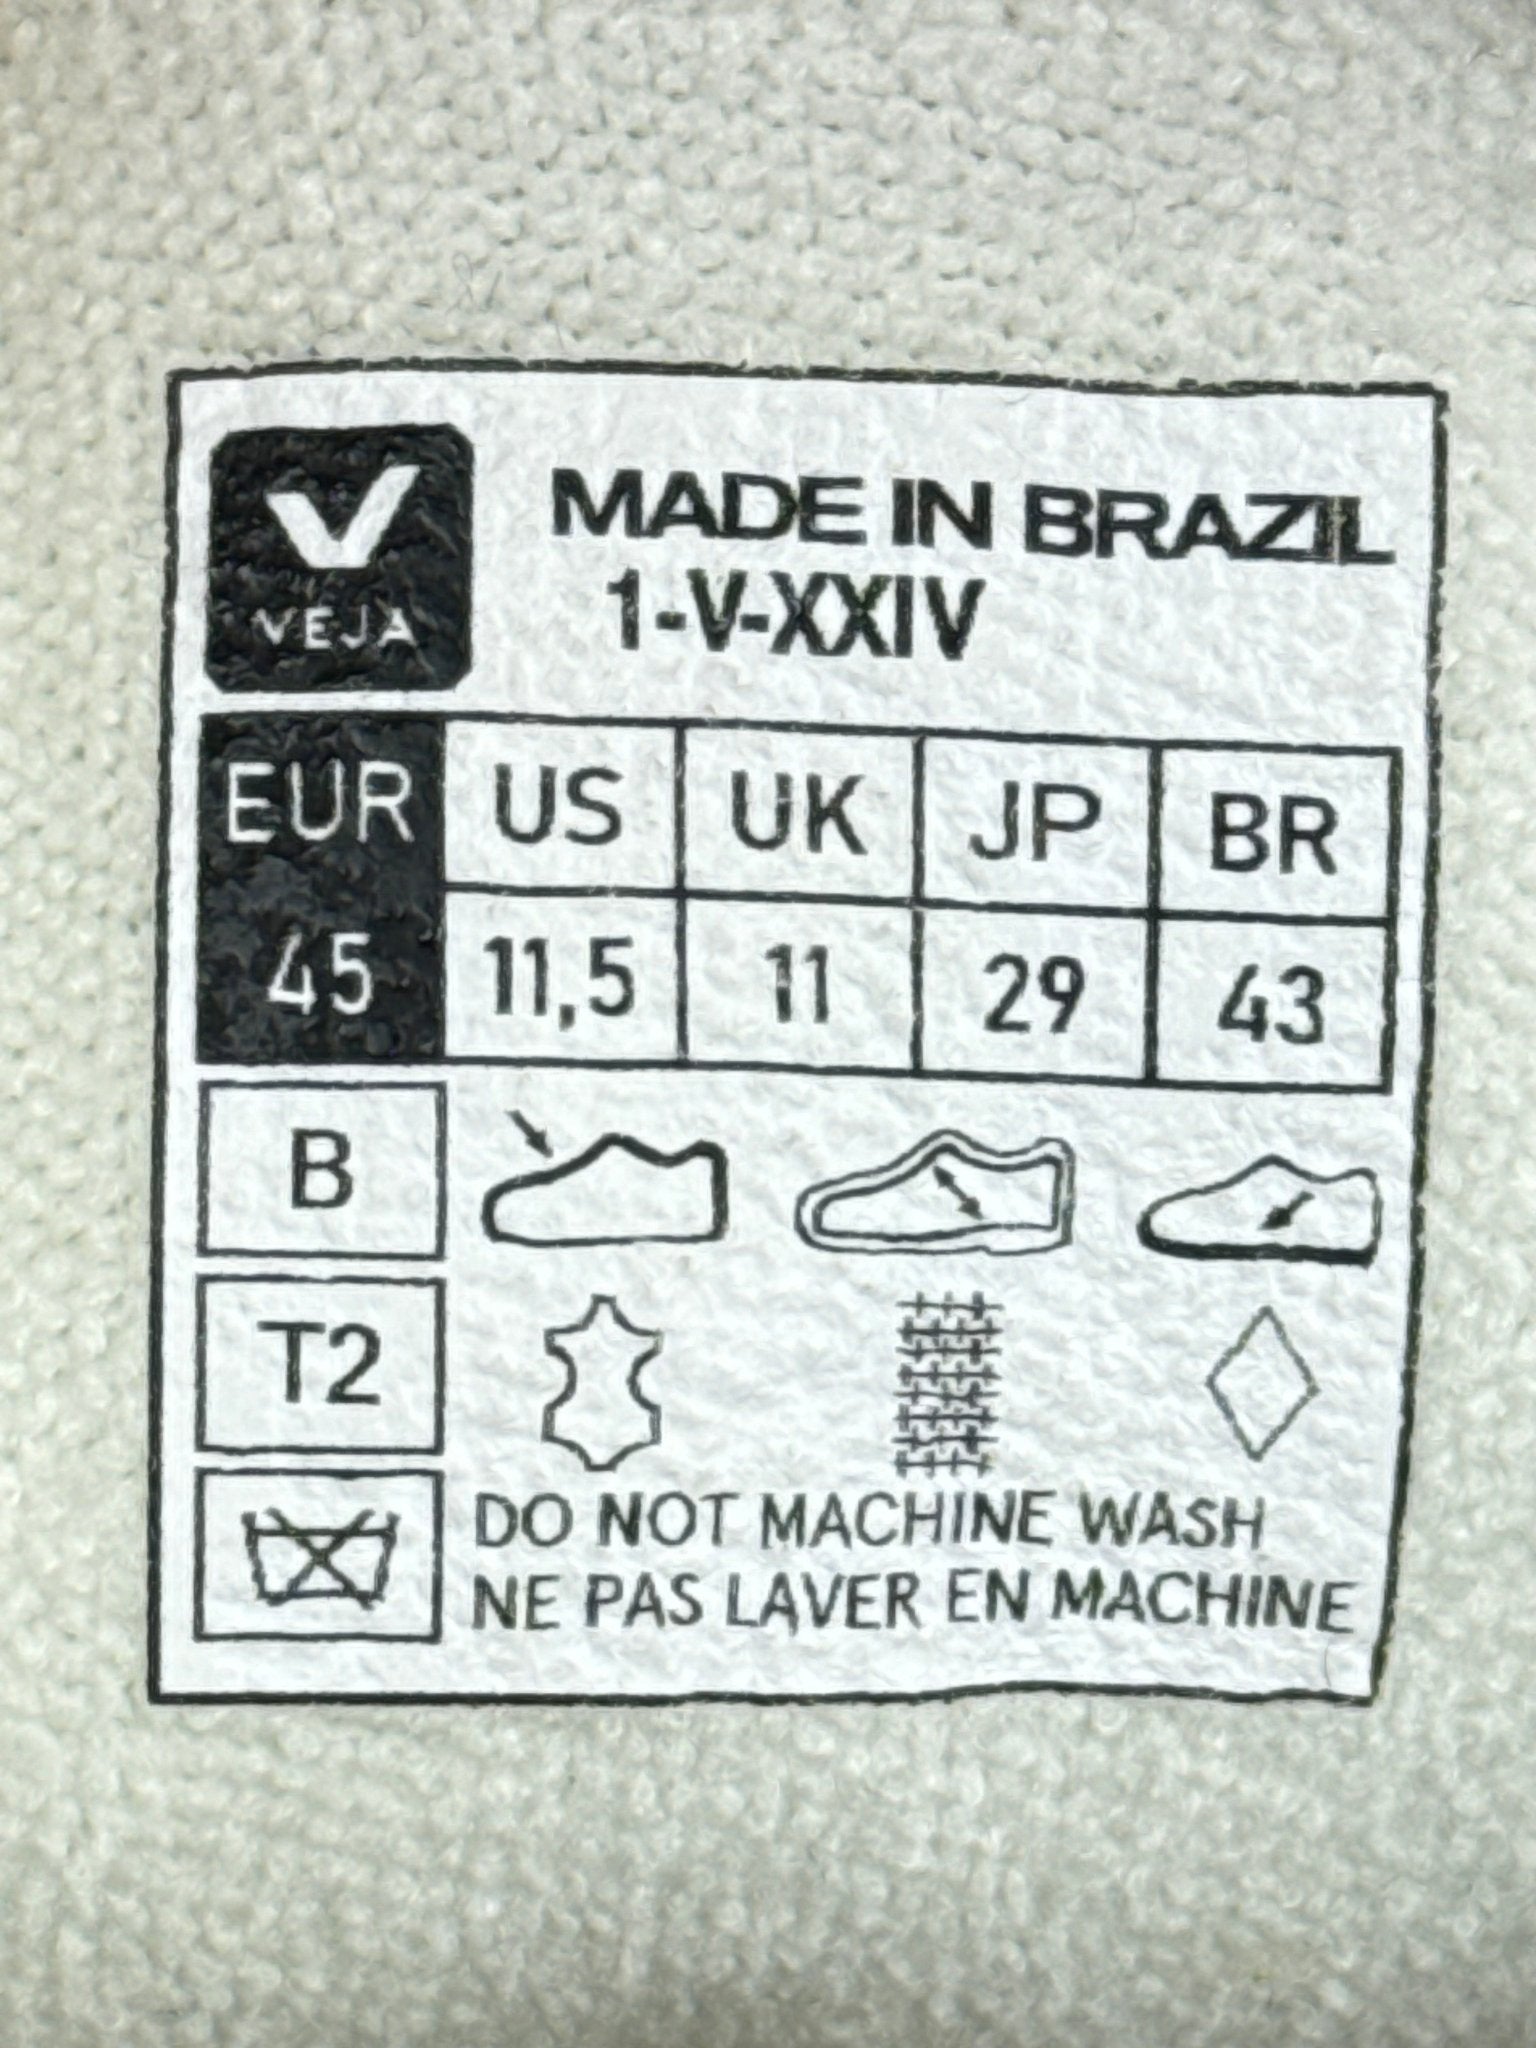 VEJA
MADE IN BRAZIL
1-V-XXIV
EUR US UK JP BR
45 11,5 11 29 43
B
T2
DO NOT MACHINE WASH
NE PAS LAVER EN MACHINE